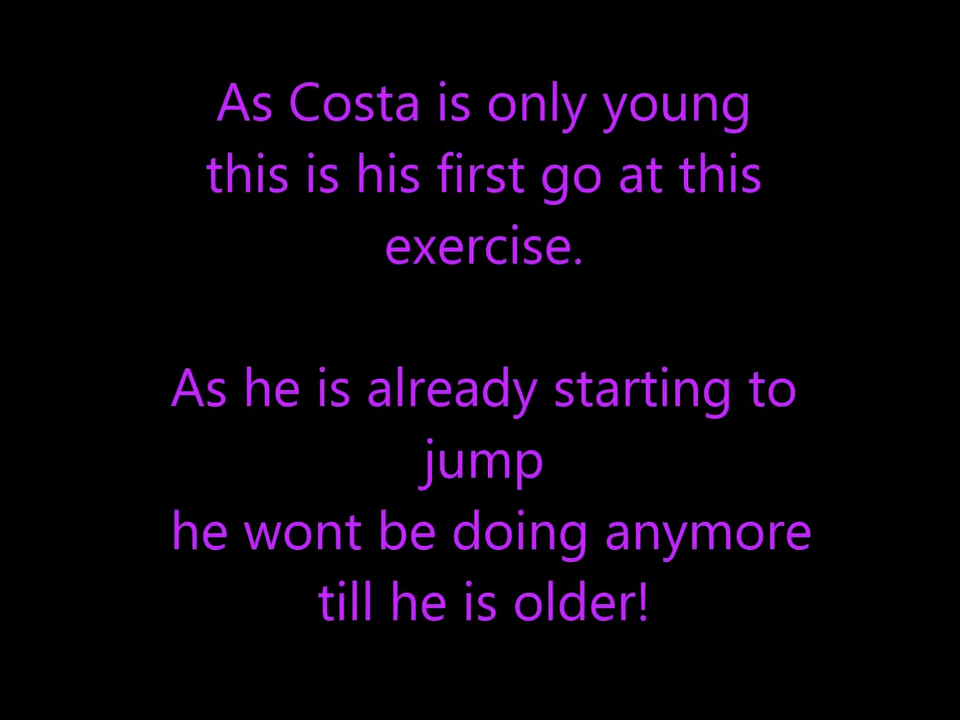 As Costa is only young
this is his first go at this
exercise.
As he is already starting to
jump
he wont be doing anymore
till he is older!